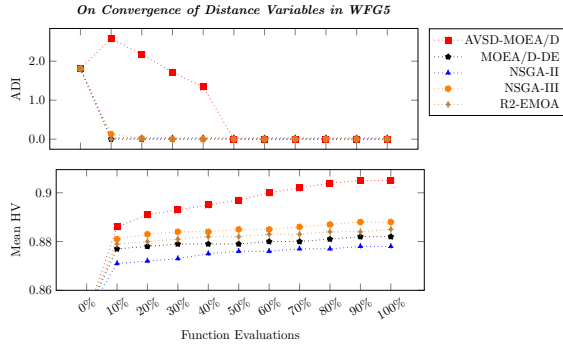 On Convergence of Distance Variables in WFG5
AVSD-MOEA/D
MOEA/D-DE
NSGA-II
NSGA-III
R2-EMOA
ADI
2.0
1.0
0.0
Mean HV
0.9
0.88
0.86
0% 10% 20% 30% 40% 50% 60% 70% 80% 90% 100%
Function Evaluations